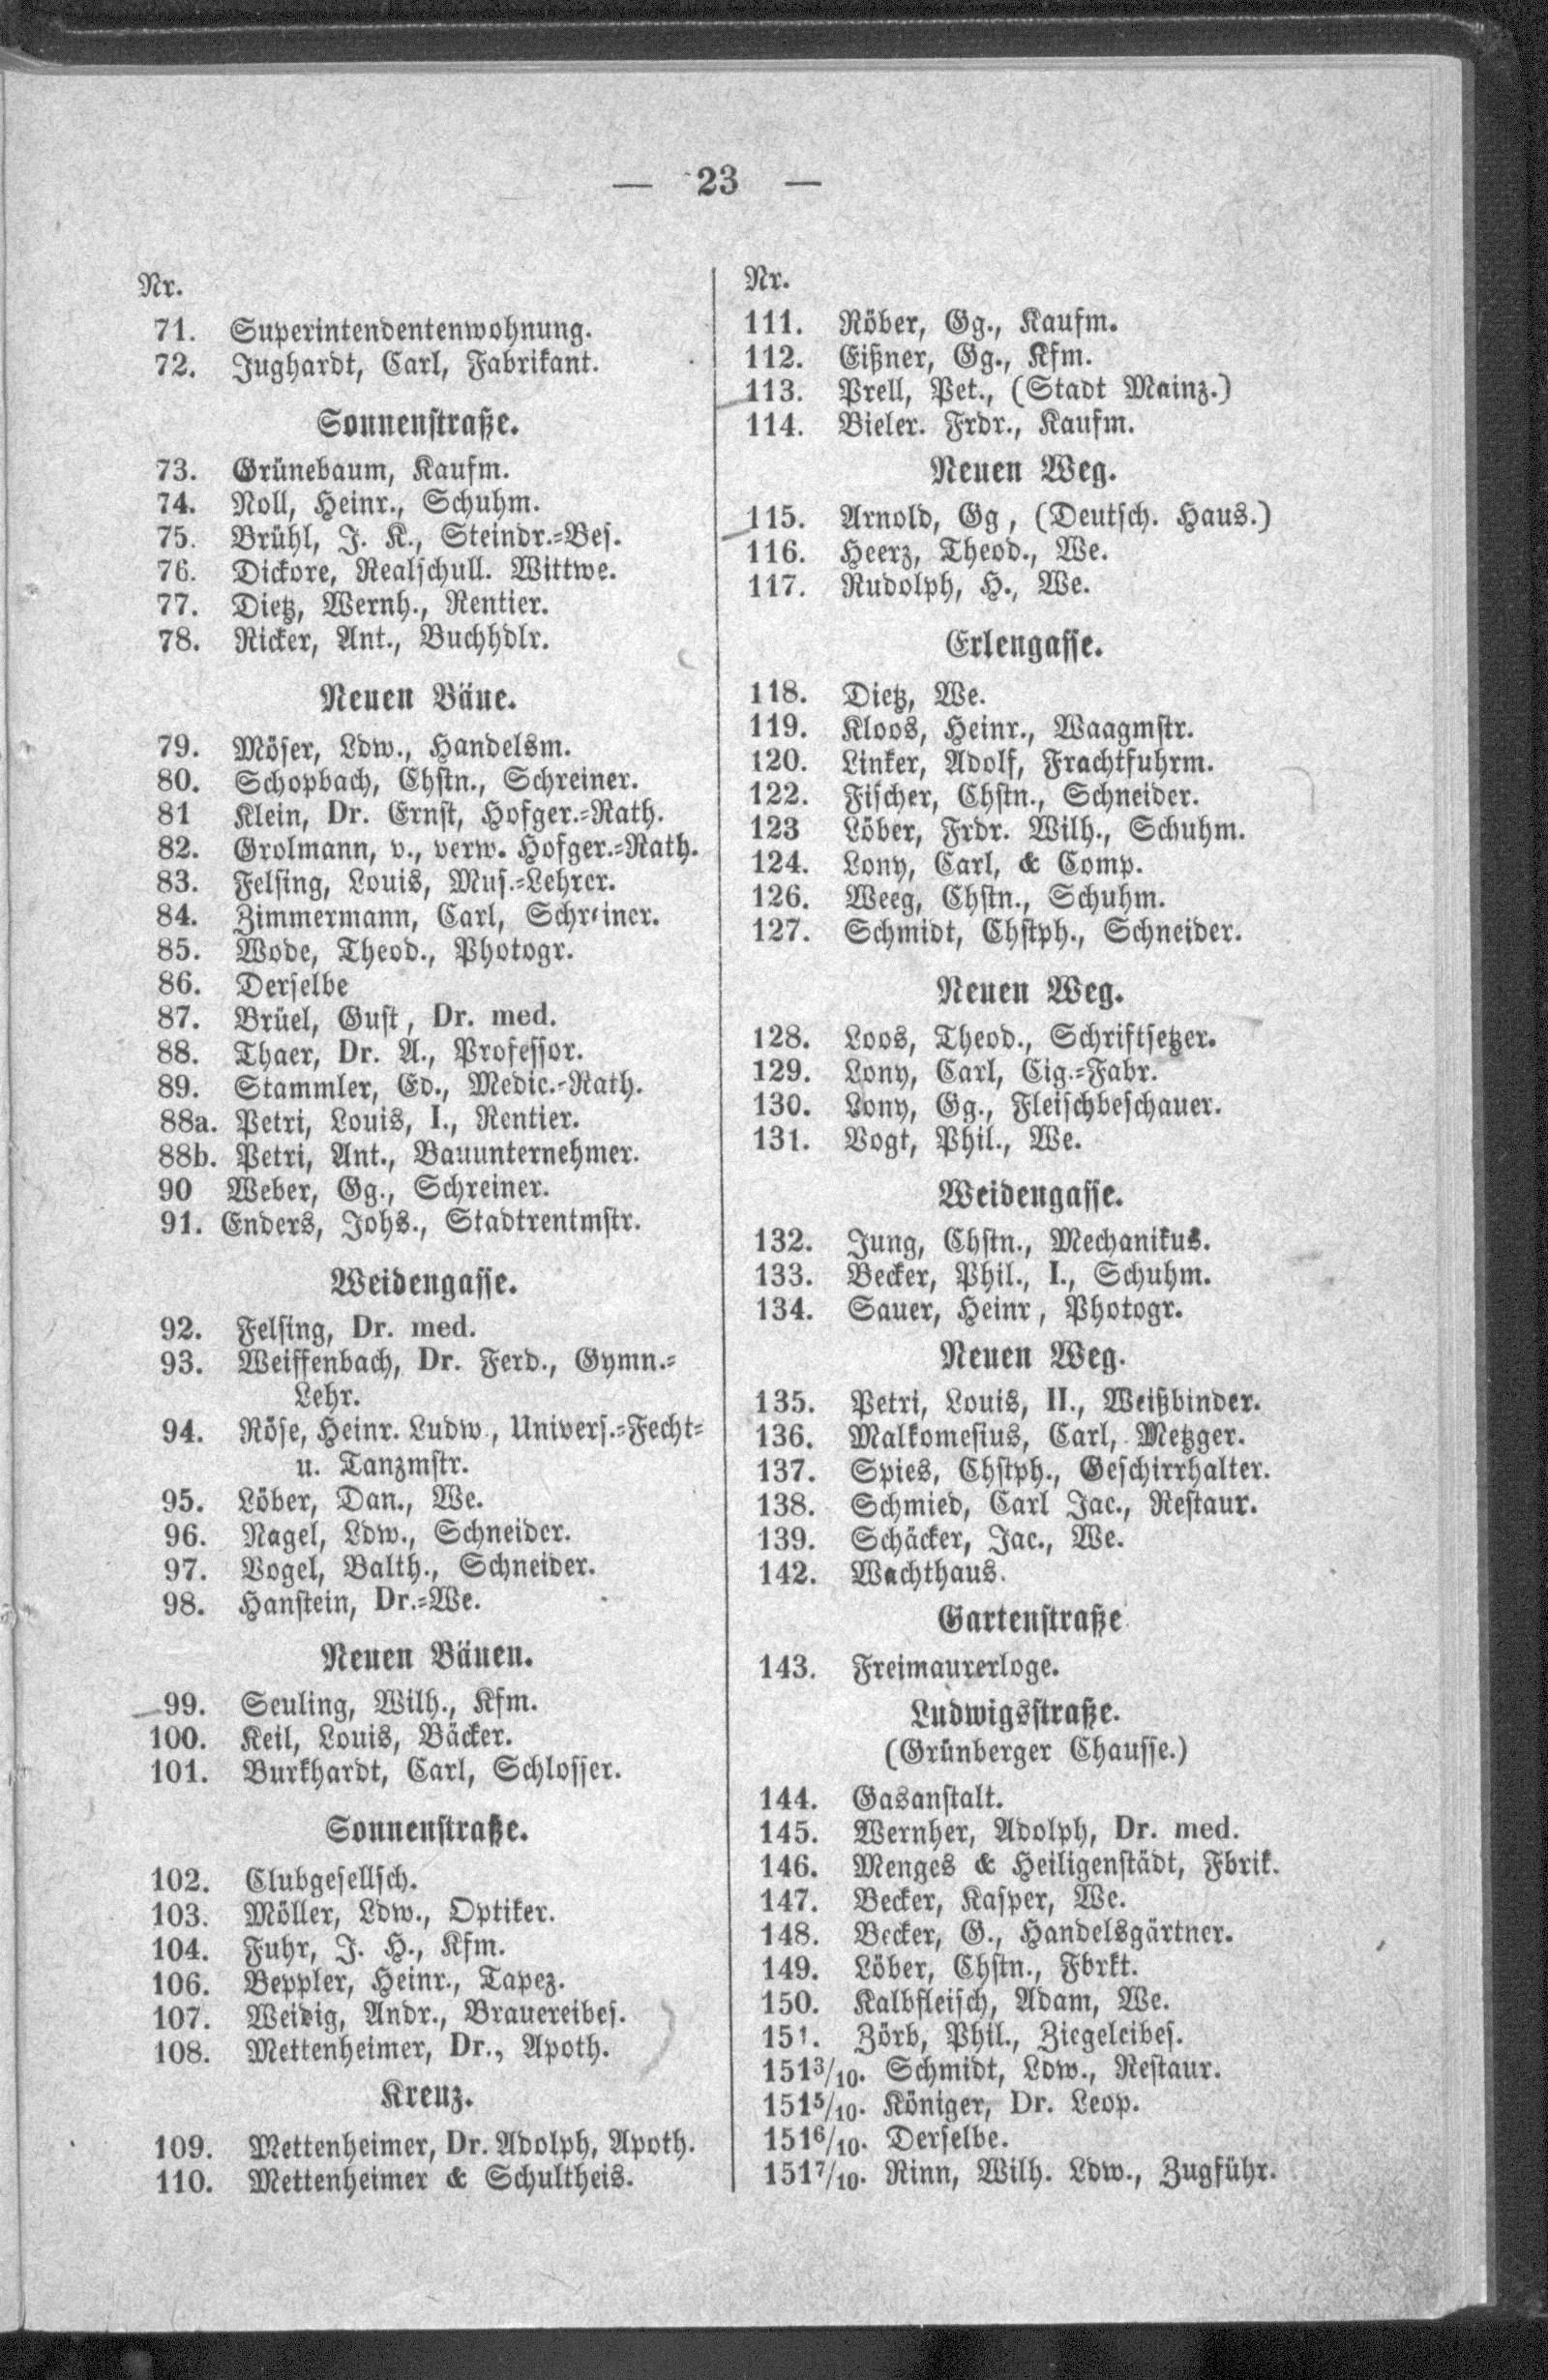 — 23 —
Nr.
71. Superintendentenwohnung.
72. Jughardt, Carl, Fabrikant.
Sonnenstraße.
73. Grünebaum, Kaufm.
74. Noll, Heinr., Schuhm.
75. Brühl, J. K., Steindr.=Bes.
76. Dickore, Realschull. Wittwe.
77. Dietz, Wernh., Rentier.
78. Ricker, Ant., Buchhdlr.
Neuen Bäue.
79. Möser, Ldw., Handelsm.
80. Schopbach, Chstn., Schreiner.
81 Klein, Dr. Ernst, Hofger.=Rath.
82. Grolmann, v., verw. Hofger.=Rath.
83. Felsing, Louis, Mus.=Lehrer.
84. Zimmermann, Carl, Schreiner.
85. Wode, Theod., Photogr.
86. Derselbe
87. Brüel, Gust, Dr. med.
88. Thaer, Dr. A., Professor.
89. Stammler, Ed., Medic.=Rath.
88a. Petri, Louis, I., Rentier.
88b. Petri, Ant., Bauunternehmer.
90 Weber, Gg., Schreiner.
91. Enders, Johs., Stadtrentmstr.
Weidengasse.
92. Felsing, Dr. med.
93. Weiffenbach, Dr. Ferd., Gymn.=
Lehr.
94. Röse, Heinr. Ludw., Univers.=Fecht=
u. Tanzmstr.
95. Löber, Dan., We.
96. Nagel, Ldw., Schneider.
97. Vogel, Balth., Schneider.
98. Hanstein, Dr.=We.
Neuen Bäuen.
99. Seuling, Wilh., Kfm.
100. Keil, Louis, Bäcker.
101. Burkhardt, Carl, Schlosser.
Sonnenstraße.
102. Clubgesellsch.
103. Möller, Ldw., Optiker.
104. Fuhr, J. H., Kfm.
106. Beppler, Heinr., Tapez.
107. Weidig, Andr., Brauereibes.
108. Mettenheimer, Dr., Apoth.
Kreuz.
109. Mettenheimer, Dr. Adolph, Apoth.
110. Mettenheimer & Schultheis.
Nr.
111. Röber, Gg., Kaufm.
112. Eißner, Gg., Kfm.
113. Prell, Pet., (Stadt Mainz.)
114. Bieler. Frdr., Kaufm.
Neuen Weg.
115. Arnold, Gg, (Deutsch. Haus.)
116. Heerz, Theod., We.
117. Rudolph, H., We.
Erlengasse.
118. Dietz, We.
119. Kloos, Heinr., Waagmstr.
120. Linker, Adolf, Frachtfuhrm.
122. Fischer, Chstn., Schneider.
123 Löber, Frdr. Wilh., Schuhm.
124. Lony, Carl, & Comp.
126. Weeg, Chstn., Schuhm.
127. Schmidt, Chstph., Schneider.
Neuen Weg.
128. Loos, Theod., Schriftsetzer.
129. Lony, Carl, Cig.=Fabr.
130. Lony, Gg., Fleischbeschauer.
131. Vogt, Phil., We.
Weidengasse.
132. Jung, Chstn., Mechanikus.
133. Becker, Phil., I., Schuhm.
134. Sauer, Heinr, Photogr.
Neuen Weg.
135. Petri, Louis, II., Weißbinder.
136. Malkomesius, Carl, Metzger.
137. Spies, Chstph., Geschirrhalter.
138. Schmied, Carl Jac., Restaur.
139. Schäcker, Jac., We.
142. Wachthaus.
Gartenstraße
143. Freimaurerloge.
Ludwigsstraße.
(Grünberger Chausse.)
144. Gasanstalt.
145. Wernher, Adolph, Dr. med.
146. Menges & Heiligenstädt, Fbrik.
147. Becker, Kasper, We.
148. Becker, G., Handelsgärtner.
149. Löber, Chstn., Fbrkt.
150. Kalbfleisch, Adam, We.
151. Zörb, Phil., Ziegeleibes.
151³/₁₀. Schmidt, Ldw., Restaur.
151⁵/₁₀. Königer, Dr. Leop.
151⁶/₁₀. Derselbe.
151⁷/₁₀. Rinn, Wilh. Ldw., Zugführ.